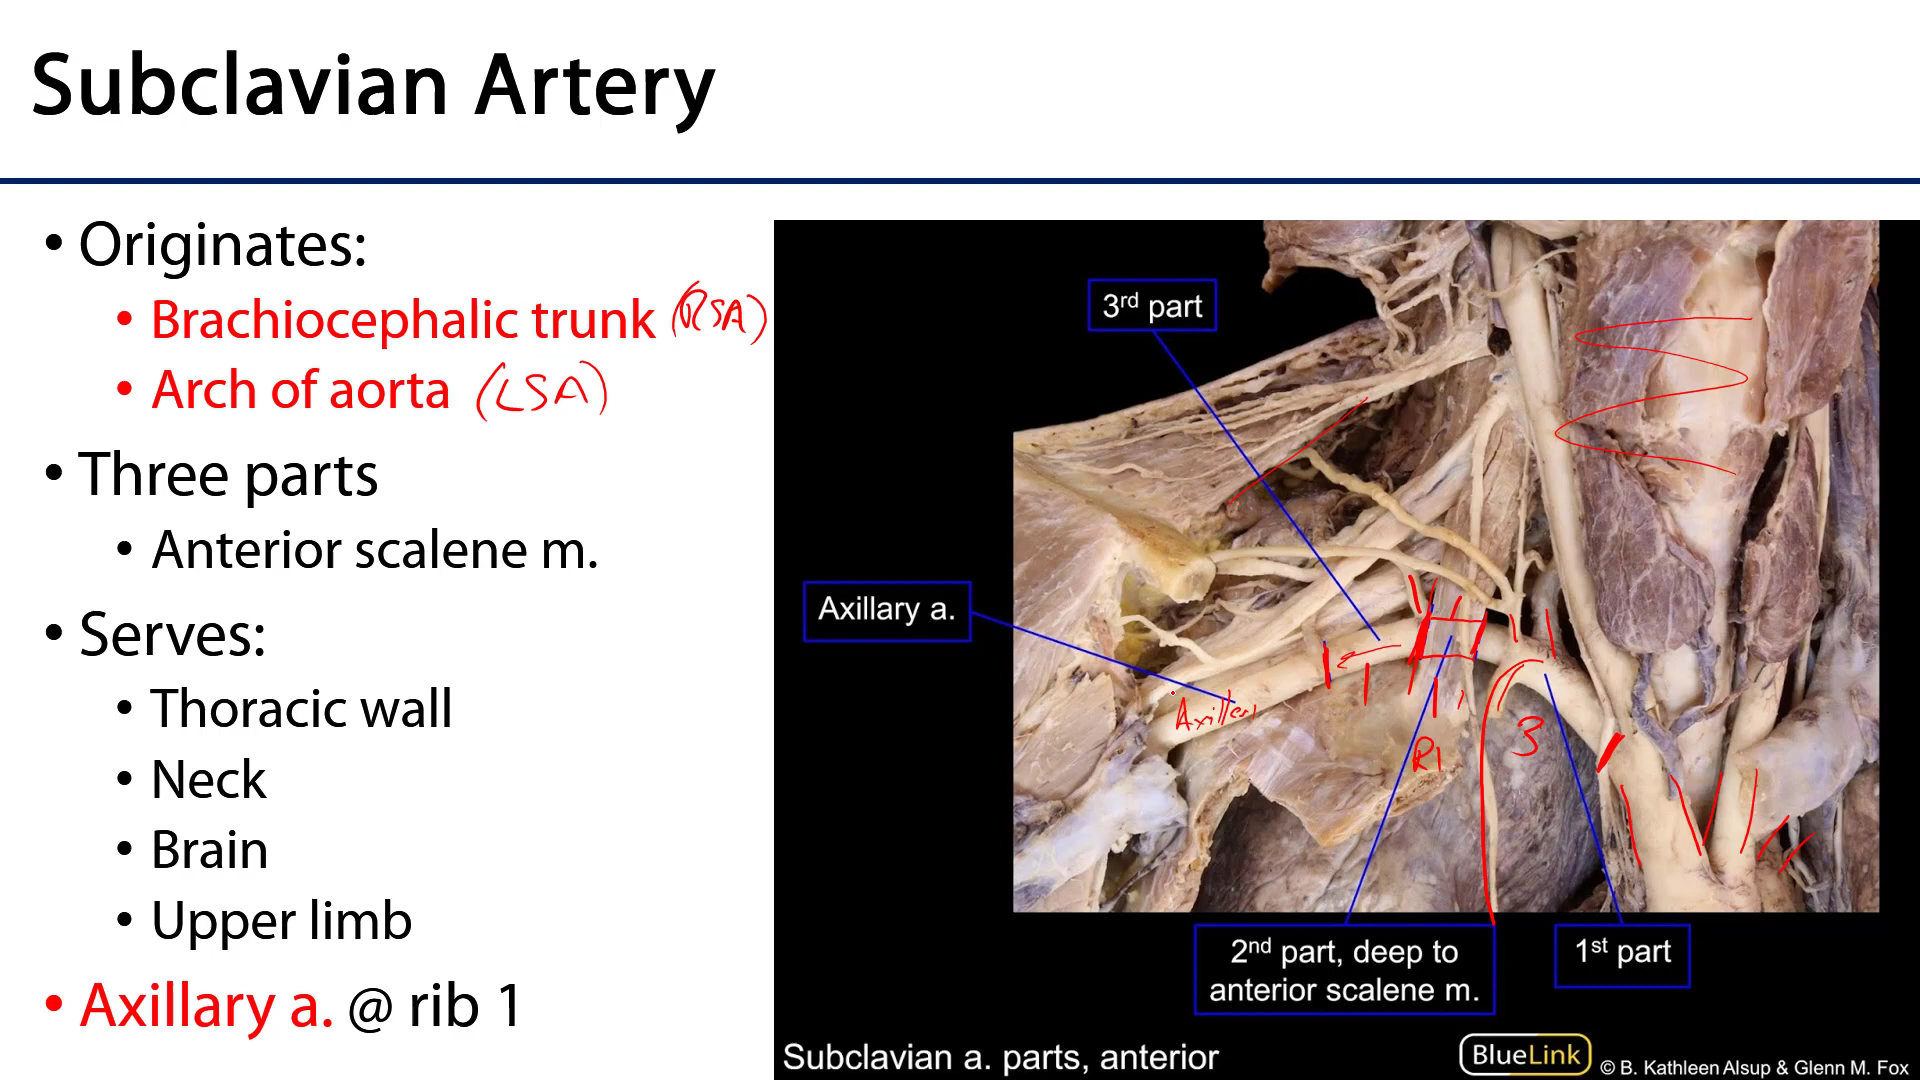 Subclavian Artery
• Originates:
• Brachiocephalic trunk (RSA)
• Arch of aorta (LSA)
• Three parts
• Anterior scalene m.
• Serves:
• Thoracic wall
• Neck
• Brain
• Upper limb
• Axillary a. @ rib 1
3rd part
Axillary a.
Axillary
R1
3
2nd part, deep to
anterior scalene m.
1st part
Subclavian a. parts, anterior
BlueLink
© B. Kathleen Alsup & Glenn M. Fox